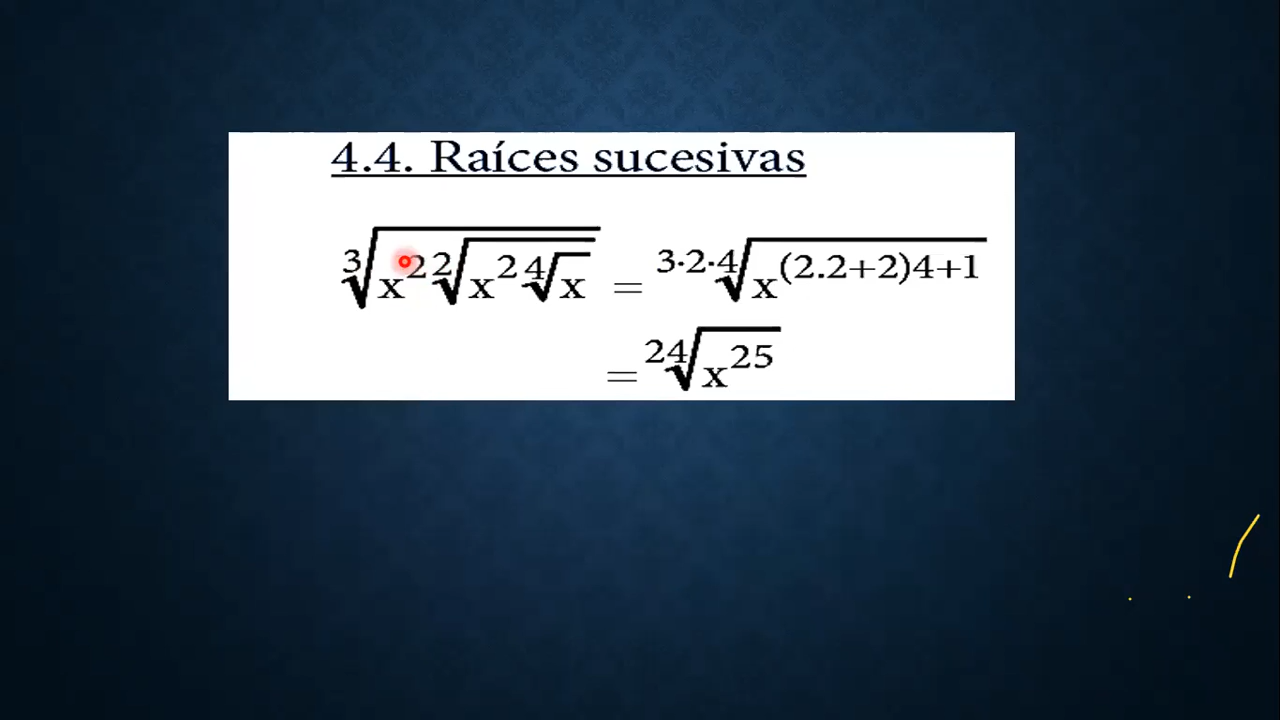 4.4. Raíces sucesivas
∛(x² ²√(x² ⁴√x)) = ³·²·⁴√(x^(2.2+2)4+1)
= ²⁴√(x²⁵)